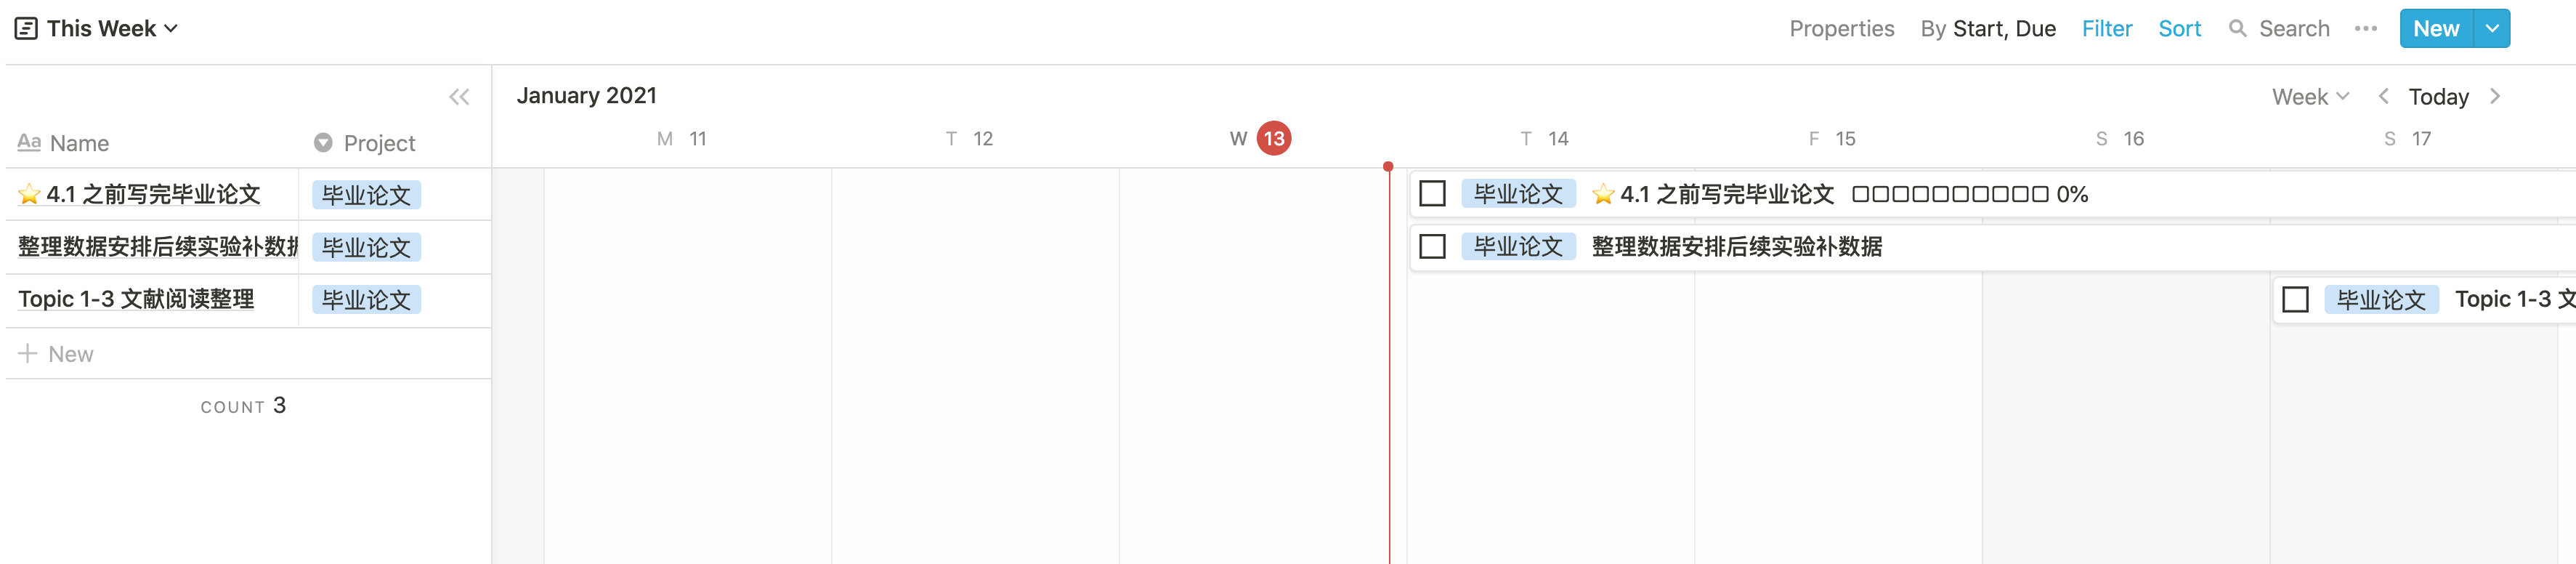 This Week
Properties By Start, Due Filter Sort Search New
January 2021
Week Today
Aa Name Project
M 11 T 12 W 13 T 14 F 15 S 16 S 17
⭐ 4.1 之前写完毕业论文 毕业论文
毕业论文 ⭐ 4.1 之前写完毕业论文 □□□□□□□□□□ 0%
整理数据安排后续实验补数 毕业论文
毕业论文 整理数据安排后续实验补数据
Topic 1-3 文献阅读整理 毕业论文
毕业论文 Topic 1-3 文
+ New
COUNT 3